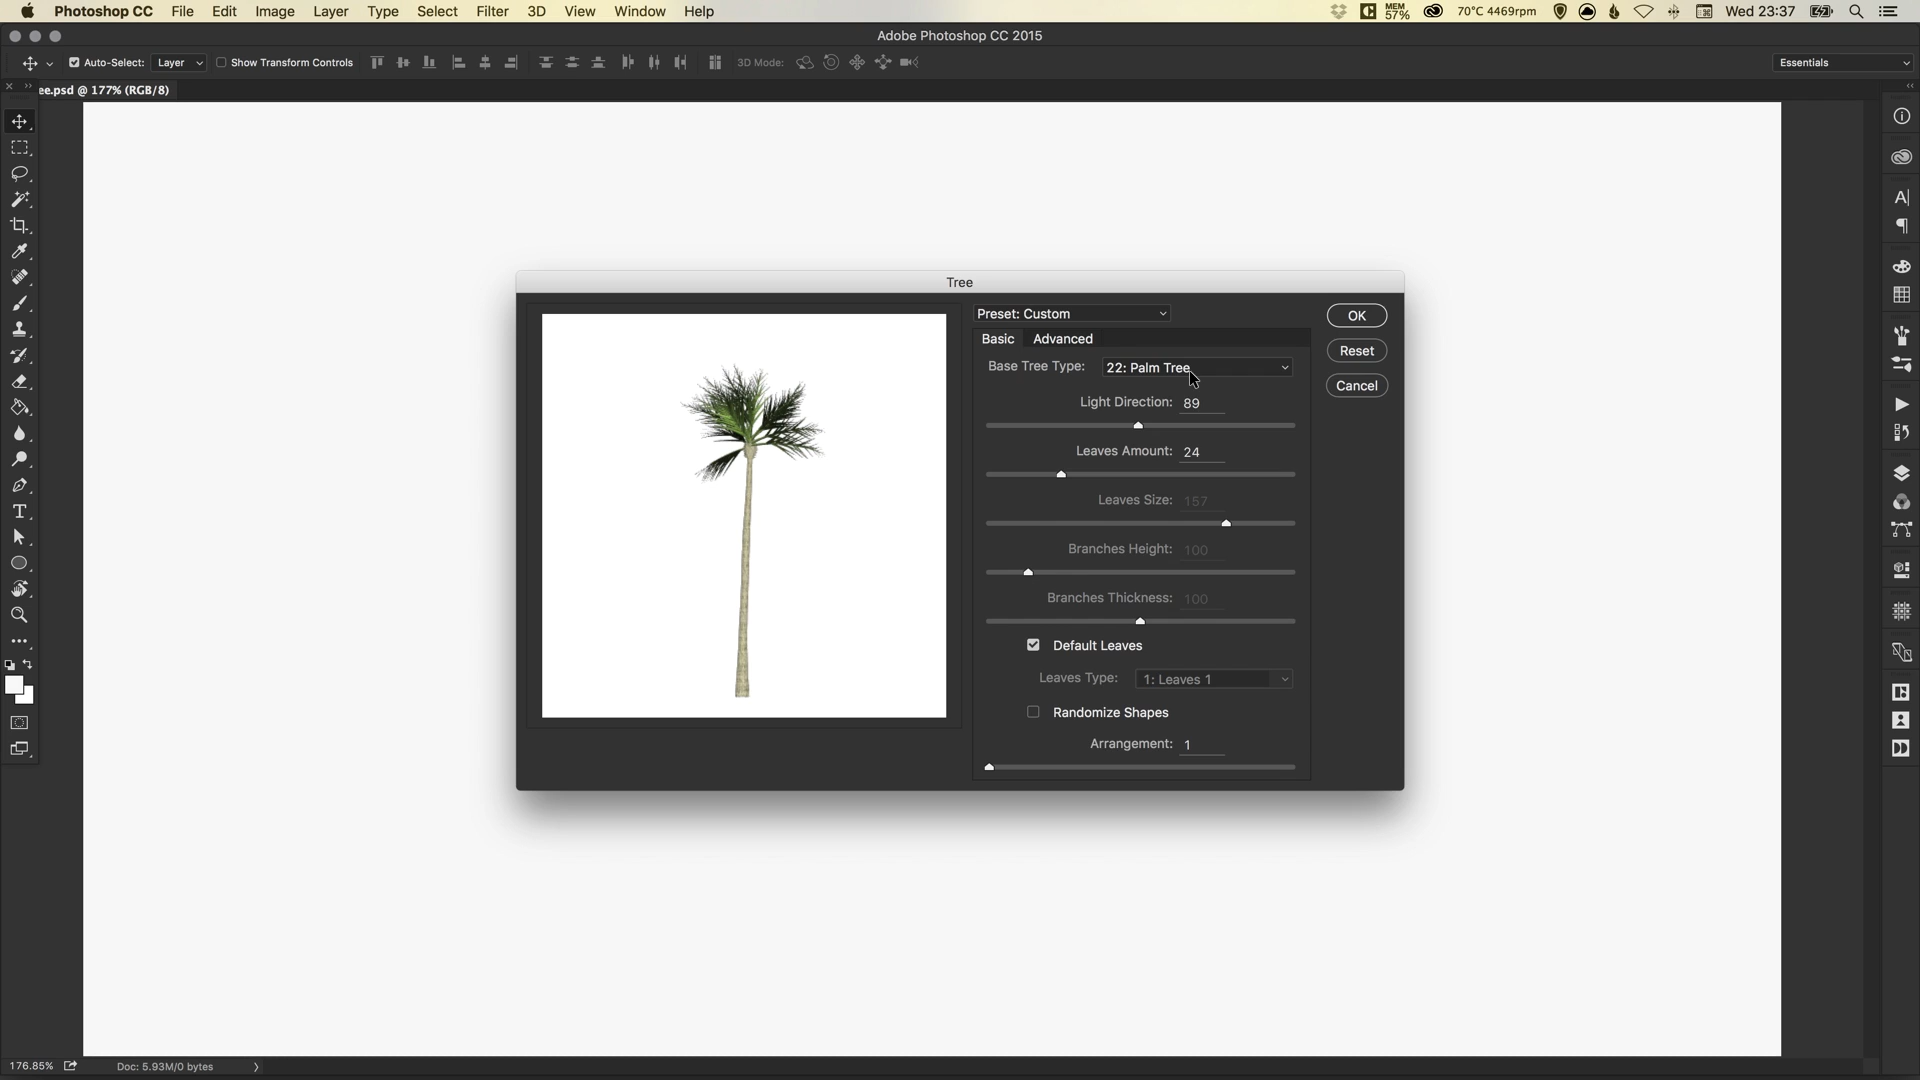 Photoshop CC File Edit Image Layer Type Select Filter 3D View Window Help MEM 57% 70°C 4469rpm Wed 23:37
Adobe Photoshop CC 2015
Auto-Select: Layer Show Transform Controls 3D Mode: Essentials
ee.psd @ 177% (RGB/8)
Tree
Preset: Custom
OK
Basic Advanced
Reset
Base Tree Type: 22: Palm Tree
Cancel
Light Direction: 89
Leaves Amount: 24
Leaves Size: 157
Branches Height: 100
Branches Thickness: 100
Default Leaves
Leaves Type: 1: Leaves 1
Randomize Shapes
Arrangement: 1
176.85% Doc: 5.93M/0 bytes